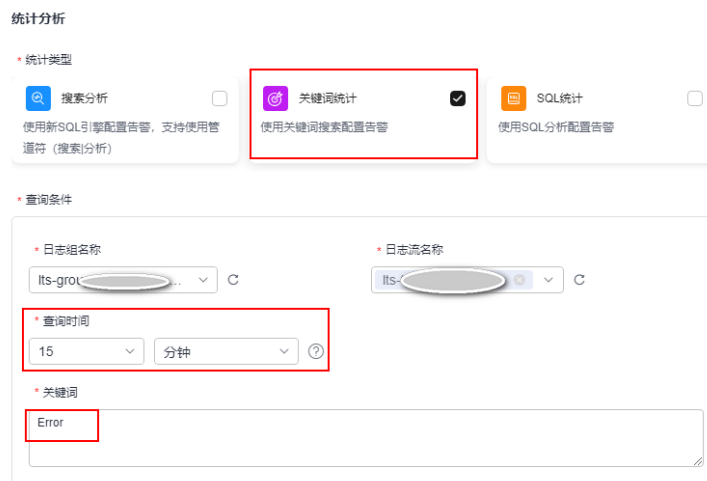 统计分析
* 统计类型
搜索分析
使用新SQL引擎配置告警，支持使用管
道符（搜索|分析）
关键词统计
使用关键词搜索配置告警
SQL统计
使用SQL分析配置告警
* 查询条件
* 日志组名称
* 日志流名称
lts-grou ...
lts-
* 查询时间
15 分钟
* 关键词
Error